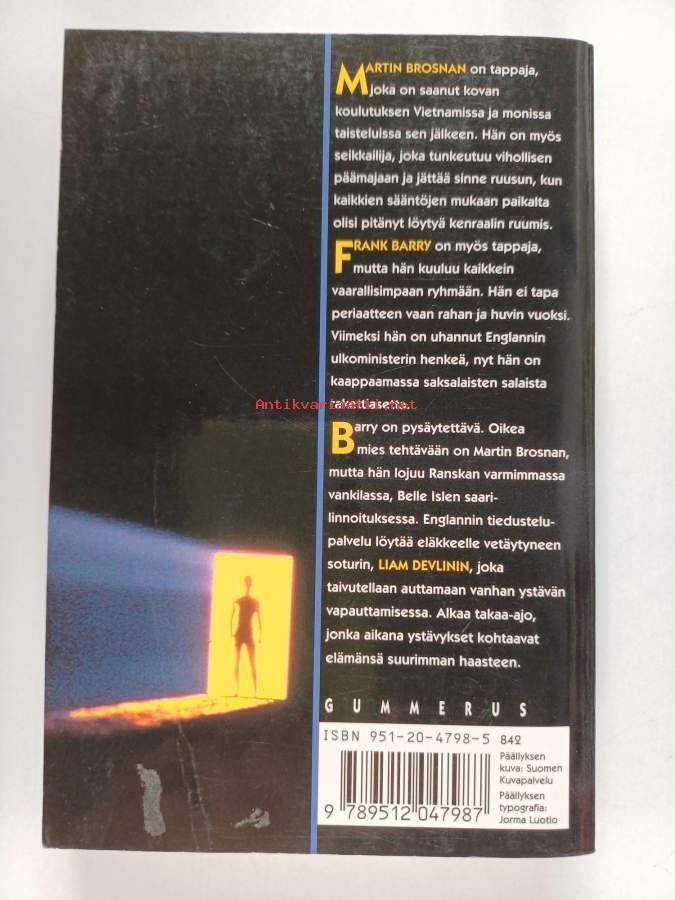 MARTIN BROSNAN on tappaja,
joka on saanut kovan
koulutuksen Vietnamissa ja monissa
taisteluissa sen jälkeen. Hän on myös
seikkailija, joka tunkeutuu vihollisen
päämajaan ja jättää sinne ruusun, kun
kaikkien sääntöjen mukaan paikalta
olisi pitänyt löytyä kenraalin ruumis.
FRANK BARRY on myös tappaja,
mutta hän kuuluu kaikkein
vaarallisimpaan ryhmään. Hän ei tapa
periaatteen vaan rahan ja huvin vuoksi.
Viimeksi hän on uhannut Englannin
ulkoministerin henkeä, nyt hän on
kaappaamassa saksalaisten salaista
rakettiasetta.
Antikvariaatti.net
Barry on pysäytettävä. Oikea
mies tehtävään on Martin Brosnan,
mutta hän lojuu Ranskan varmimmassa
vankilassa, Belle Islen saari-
linnoituksessa. Englannin tiedustelu-
palvelu löytää eläkkeelle vetäytyneen
soturin, LIAM DEVLININ, joka
taivutellaan auttamaan vanhan ystävän
vapauttamisessa. Alkaa takaa-ajo,
jonka aikana ystävykset kohtaavat
elämänsä suurimman haasteen.
GUMMERUS
ISBN 951-20-4798-5 842
9 789512 047987
Päällyksen
kuva: Suomen
Kuvapalvelu
Päällyksen
typografia:
Jorma Luotio